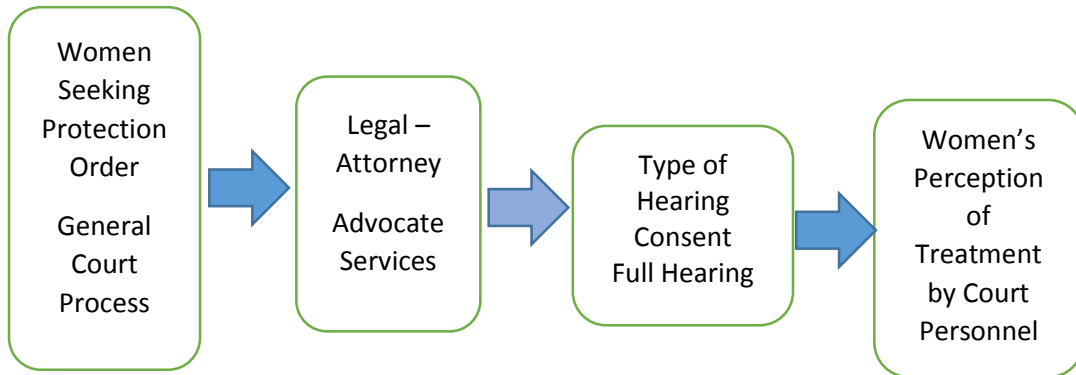 Women
Seeking
Protection
Order
General
Court
Process
Legal –
Attorney
Advocate
Services
Type of
Hearing
Consent
Full Hearing
Women’s
Perception
of
Treatment
by Court
Personnel